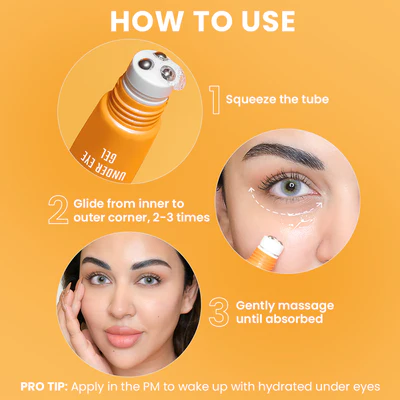 HOW TO USE
1 Squeeze the tube
UNDER EYE
GEL
2 Glide from inner to
outer corner, 2-3 times
3 Gently massage
until absorbed
PRO TIP: Apply in the PM to wake up with hydrated under eyes